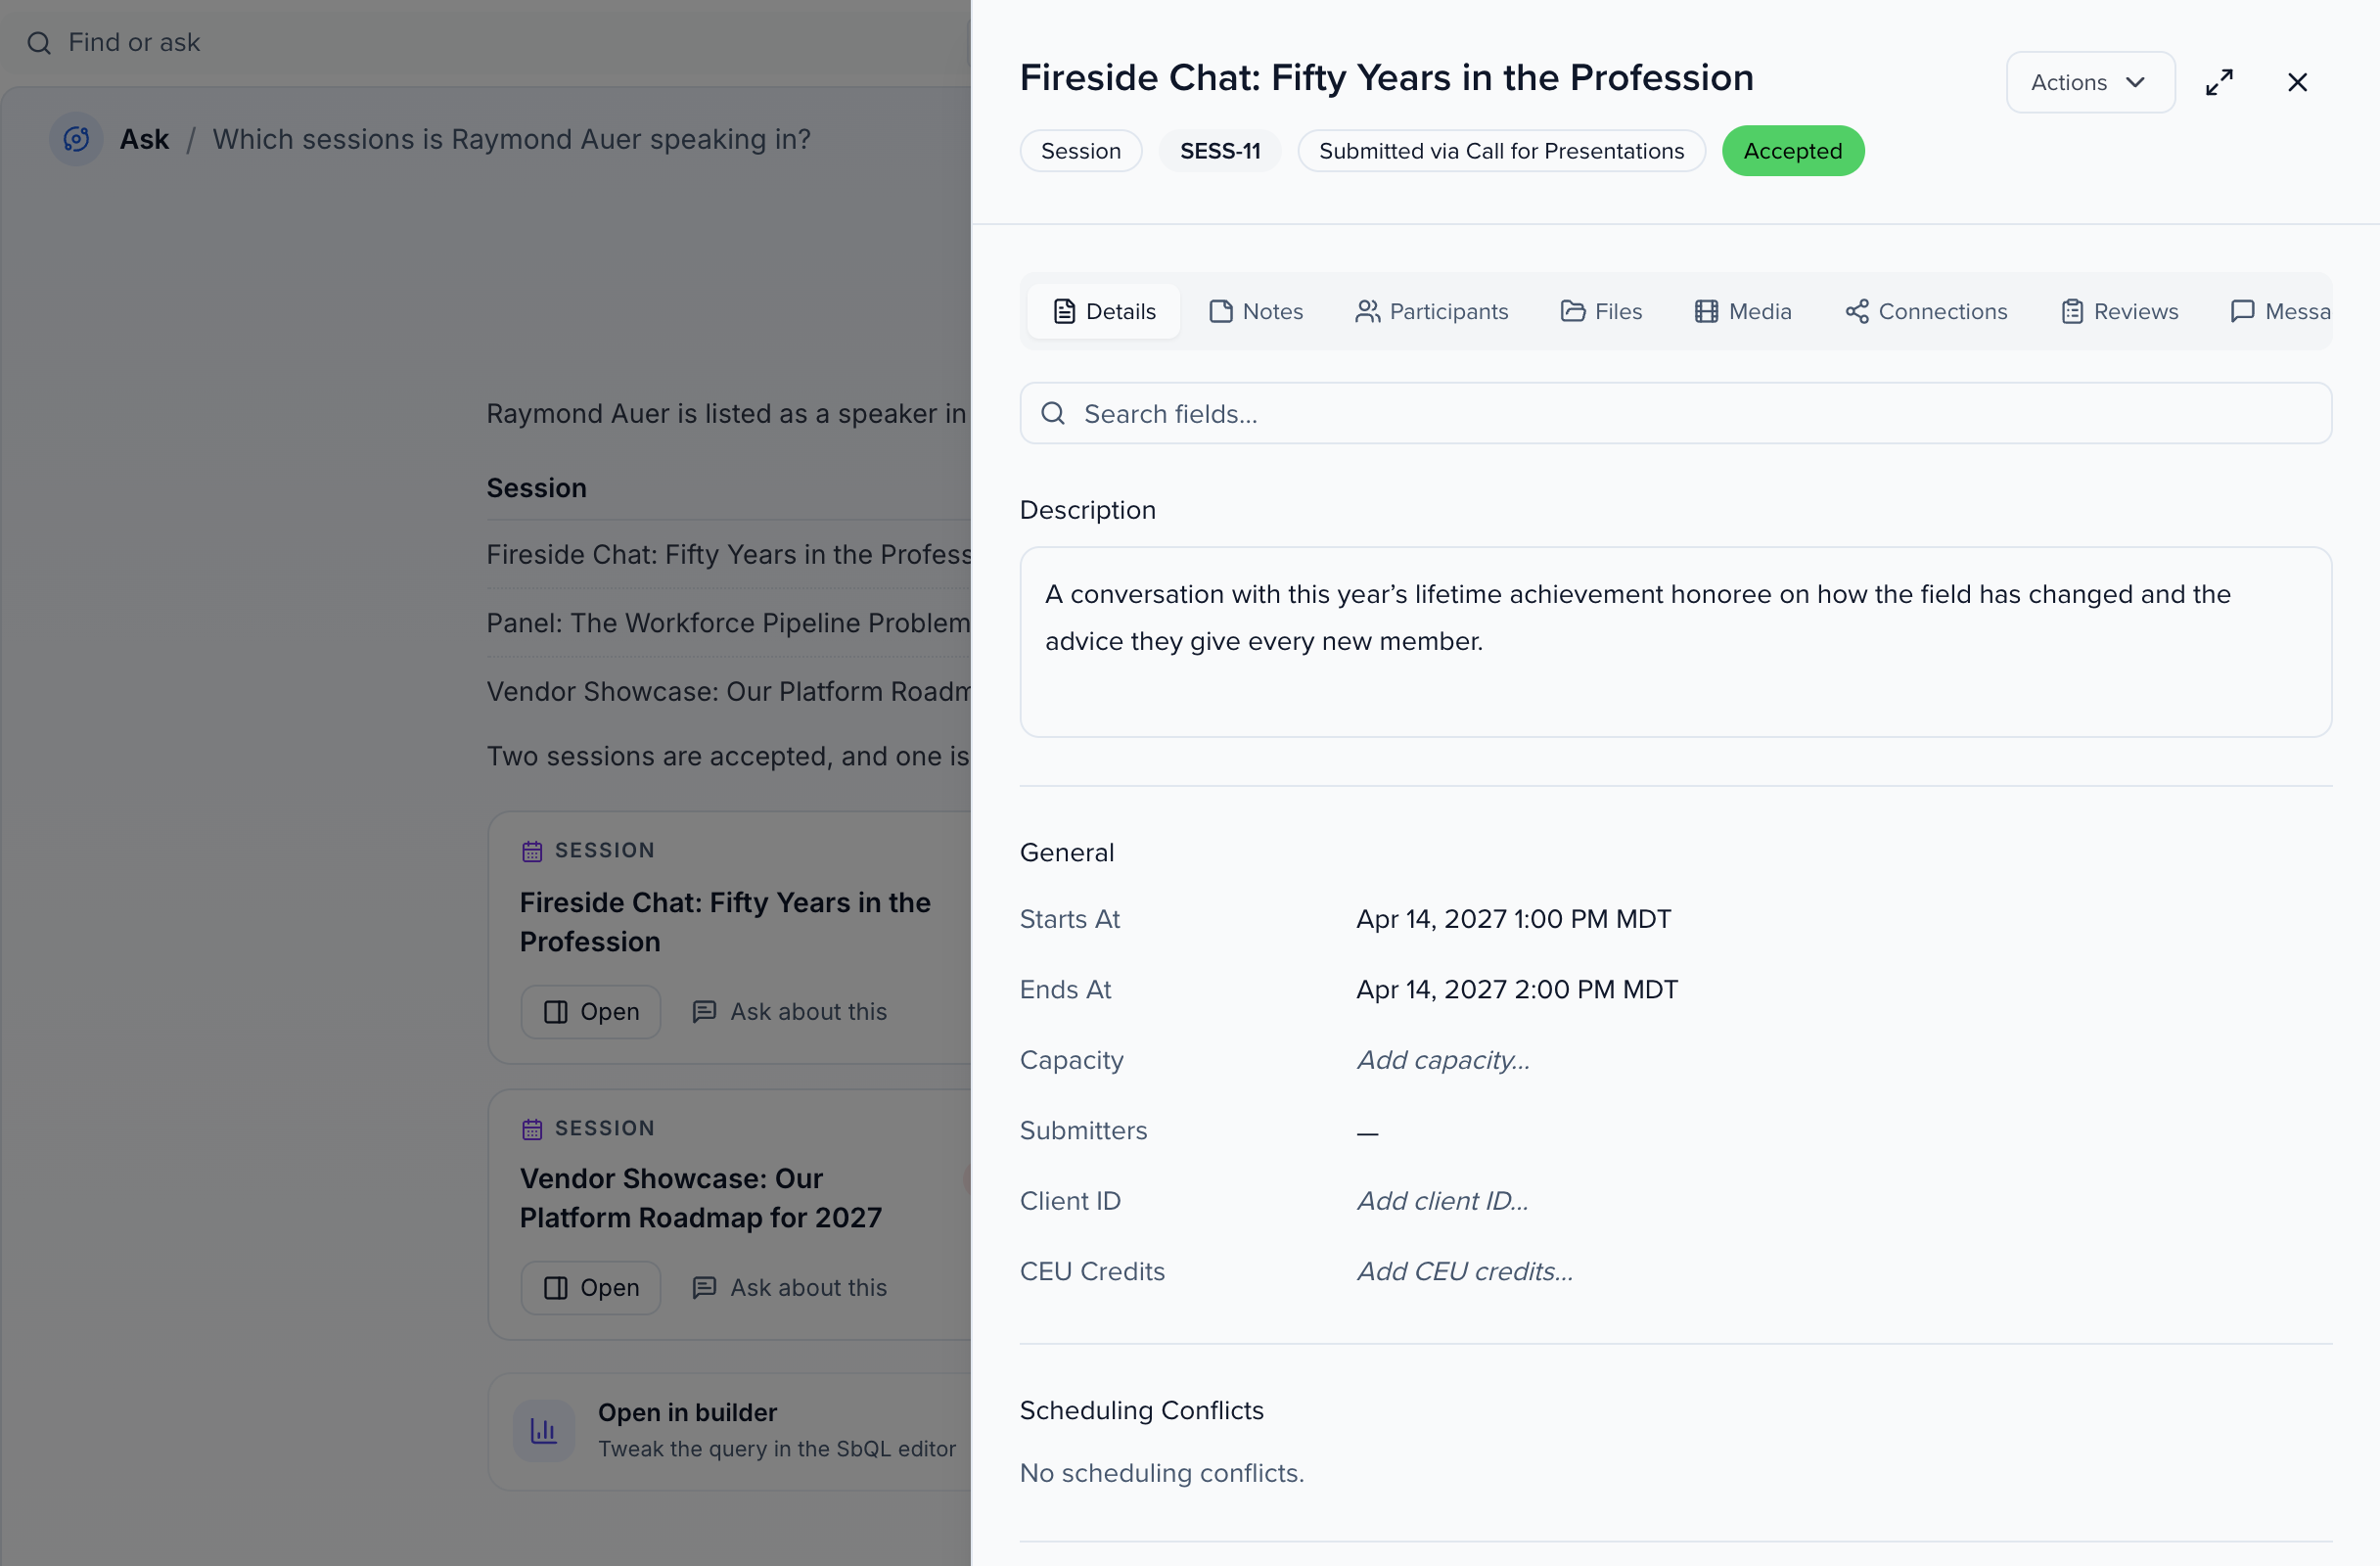 Find or ask
Ask / Which sessions is Raymond Auer speaking in?
Raymond Auer is listed as a speaker in
Session
Fireside Chat: Fifty Years in the Profess
Panel: The Workforce Pipeline Problem
Vendor Showcase: Our Platform Roadm
Two sessions are accepted, and one is
SESSION
Fireside Chat: Fifty Years in the
Profession
Open
Ask about this
SESSION
Vendor Showcase: Our
Platform Roadmap for 2027
Open
Ask about this
Open in builder
Tweak the query in the SbQL editor
Fireside Chat: Fifty Years in the Profession
Actions
Session
SESS-11
Submitted via Call for Presentations
Accepted
Details
Notes
Participants
Files
Media
Connections
Reviews
Messa
Search fields...
Description
A conversation with this year’s lifetime achievement honoree on how the field has changed and the
advice they give every new member.
General
Starts At
Apr 14, 2027 1:00 PM MDT
Ends At
Apr 14, 2027 2:00 PM MDT
Capacity
Add capacity...
Submitters
—
Client ID
Add client ID...
CEU Credits
Add CEU credits...
Scheduling Conflicts
No scheduling conflicts.